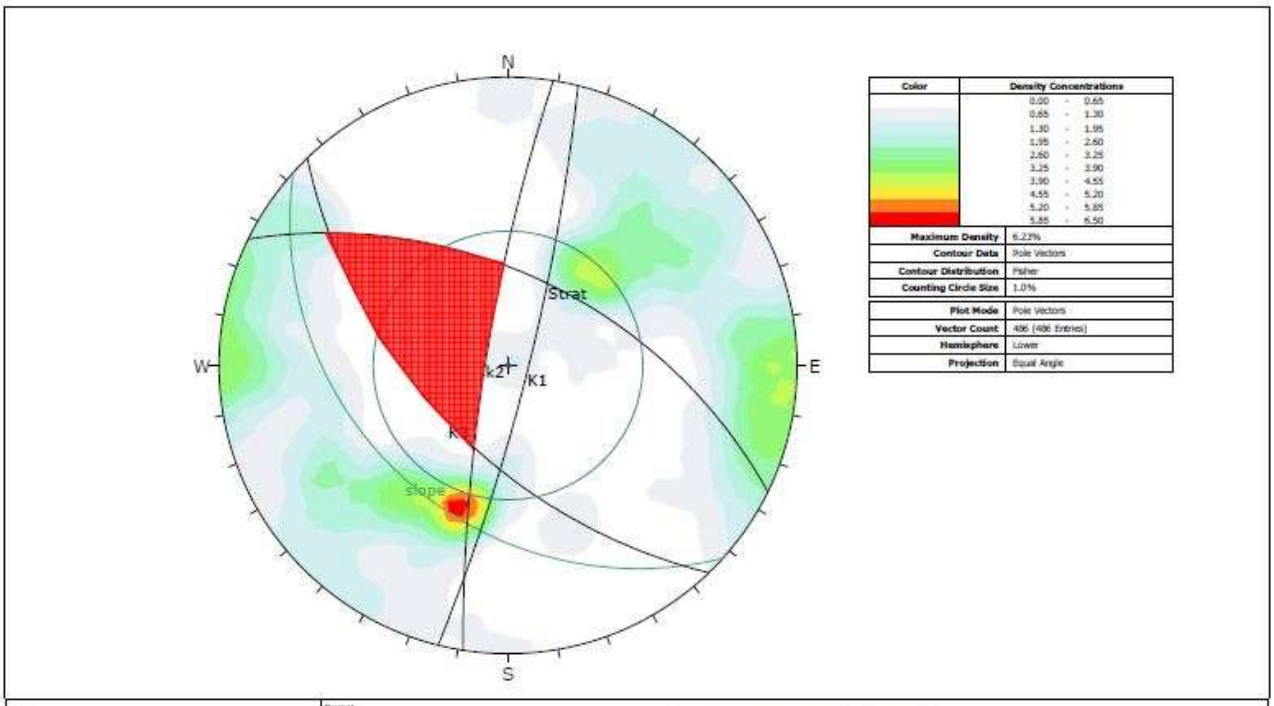 N
Strat
W
E
k2
K1
k
slope
S
Color Density Concentrations
0.00 - 0.65
0.65 - 1.30
1.30 - 1.95
1.95 - 2.60
2.60 - 3.25
3.25 - 3.90
3.90 - 4.55
4.55 - 5.20
5.20 - 5.85
5.85 - 6.50
Maximum Density 6.23%
Contour Data Pole Vectors
Contour Distribution Fisher
Counting Circle Size 1.0%
Plot Mode Pole Vectors
Vector Count 486 (486 Entries)
Hemisphere Lower
Projection Equal Angle